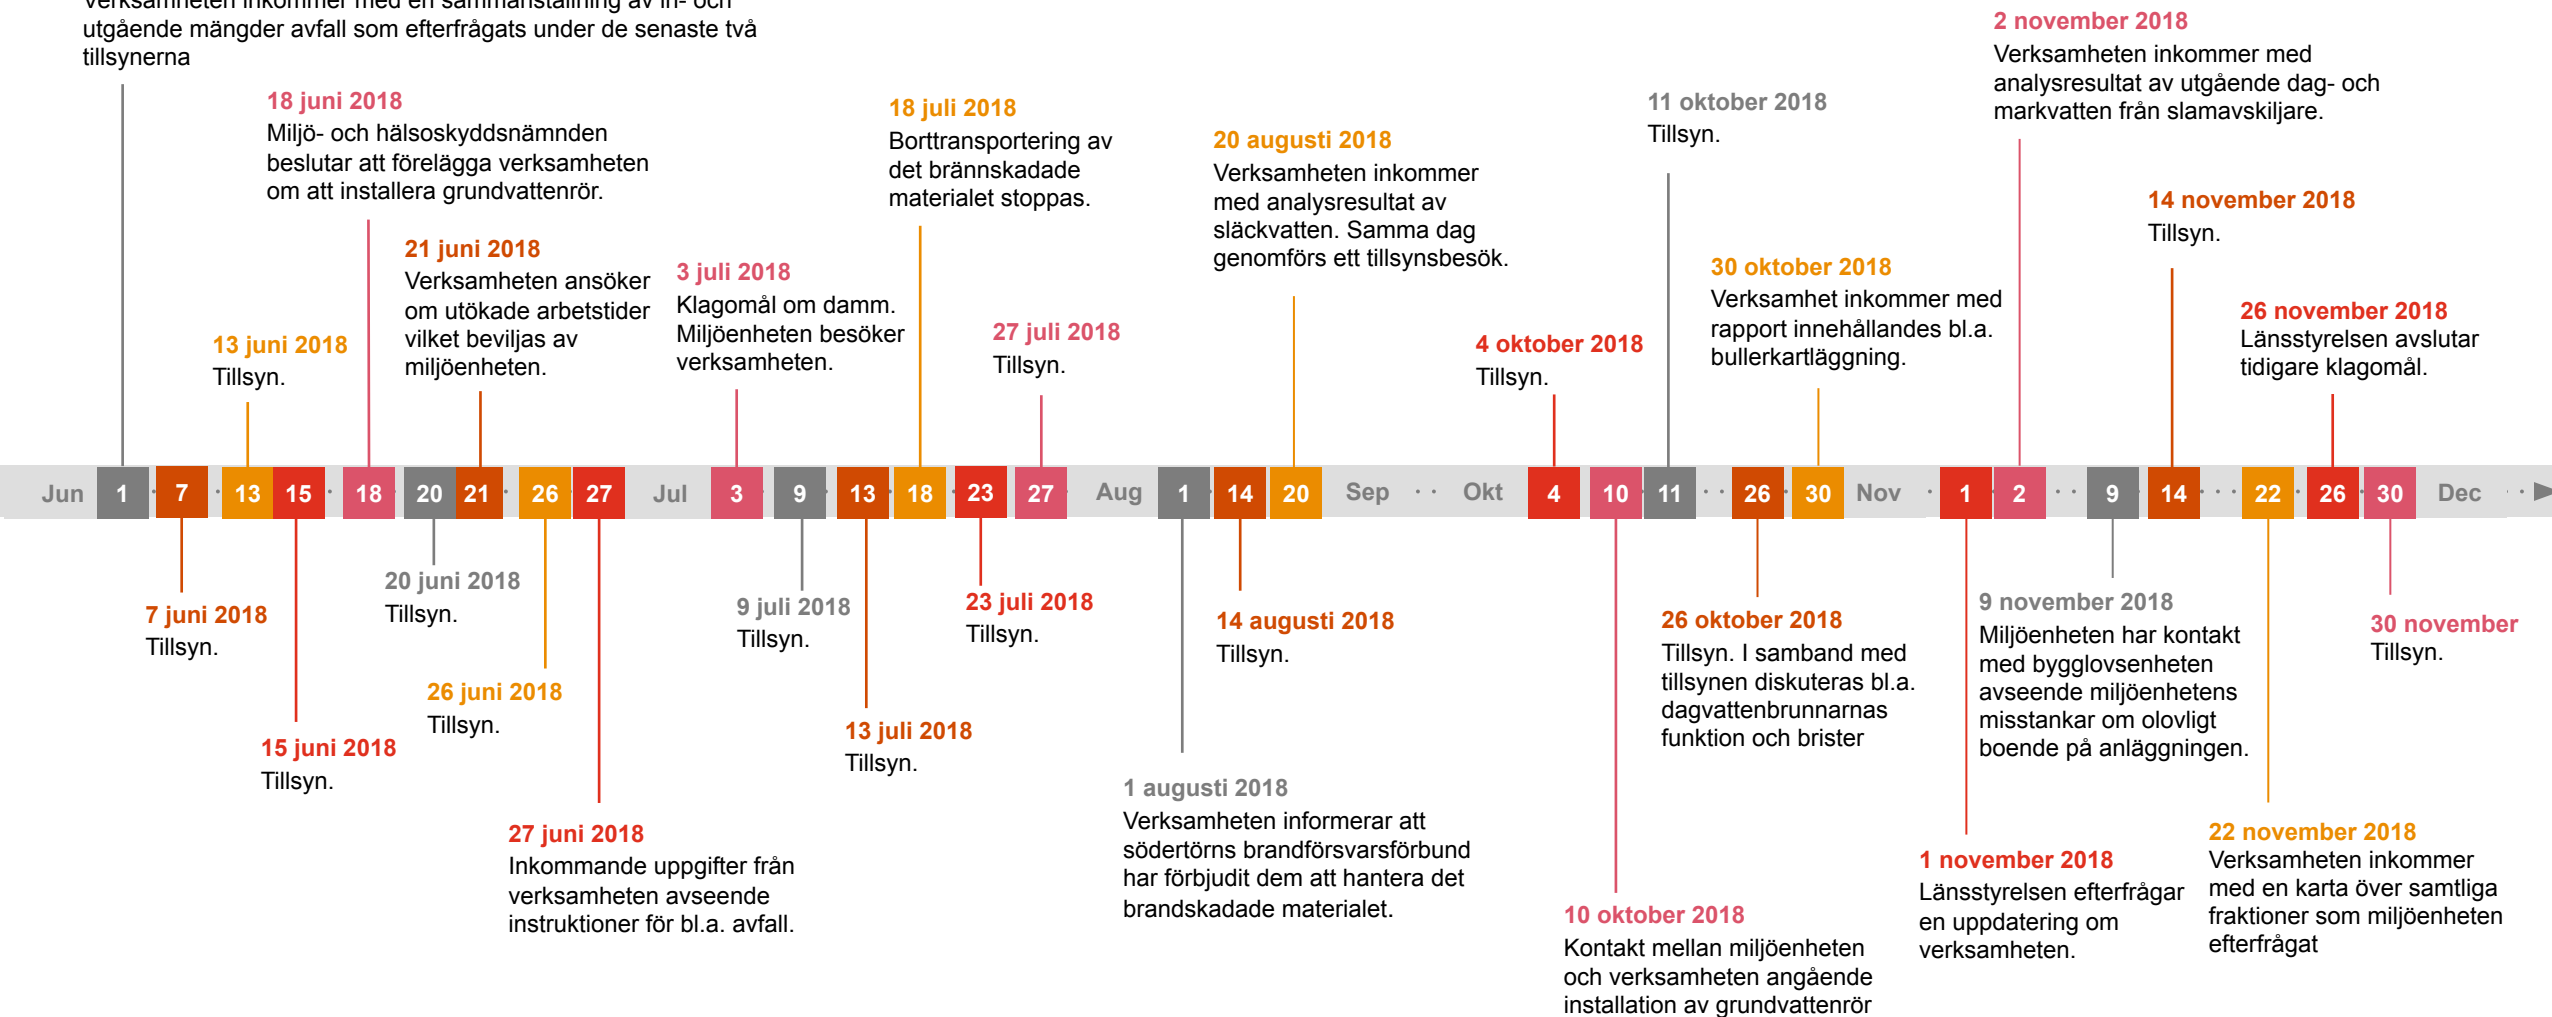 Verksamheten inkommer med en sammanställning av in- och
utgående mängder avfall som efterfrågats under de senaste två
tillsynerna
18 juni 2018
Miljö- och hälsoskyddsnämnden
beslutar att förelägga verksamheten
om att installera grundvattenrör.
13 juni 2018
Tillsyn.
21 juni 2018
Verksamheten ansöker
om utökade arbetstider
vilket beviljas av
miljöenheten.
3 juli 2018
Klagomål om damm.
Miljöenheten besöker
verksamheten.
18 juli 2018
Borttransportering av
det brännskadade
materialet stoppas.
27 juli 2018
Tillsyn.
20 augusti 2018
Verksamheten inkommer
med analysresultat av
släckvatten. Samma dag
genomförs ett tillsynsbesök.
4 oktober 2018
Tillsyn.
11 oktober 2018
Tillsyn.
30 oktober 2018
Verksamhet inkommer med
rapport innehållandes bl.a.
bullerkartläggning.
2 november 2018
Verksamheten inkommer med
analysresultat av utgående dag- och
markvatten från slamavskiljare.
14 november 2018
Tillsyn.
26 november 2018
Länsstyrelsen avslutar
tidigare klagomål.
Jun 1 7 13 15 18 20 21 26 27 Jul 3 9 13 18 23 27 Aug 1 14 20 Sep Okt 4 10 11 26 30 Nov 1 2 9 14 22 26 30 Dec
7 juni 2018
Tillsyn.
15 juni 2018
Tillsyn.
20 juni 2018
Tillsyn.
26 juni 2018
Tillsyn.
27 juni 2018
Inkommande uppgifter från
verksamheten avseende
instruktioner för bl.a. avfall.
9 juli 2018
Tillsyn.
13 juli 2018
Tillsyn.
23 juli 2018
Tillsyn.
1 augusti 2018
Verksamheten informerar att
södertörns brandförsvarsförbund
har förbjudit dem att hantera det
brandskadade materialet.
14 augusti 2018
Tillsyn.
10 oktober 2018
Kontakt mellan miljöenheten
och verksamheten angående
installation av grundvattenrör
26 oktober 2018
Tillsyn. I samband med
tillsynen diskuteras bl.a.
dagvattenbrunnarnas
funktion och brister
1 november 2018
Länsstyrelsen efterfrågar
en uppdatering om
verksamheten.
9 november 2018
Miljöenheten har kontakt
med bygglovsenheten
avseende miljöenhetens
misstankar om olovligt
boende på anläggningen.
22 november 2018
Verksamheten inkommer
med en karta över samtliga
fraktioner som miljöenheten
efterfrågat
30 november
Tillsyn.